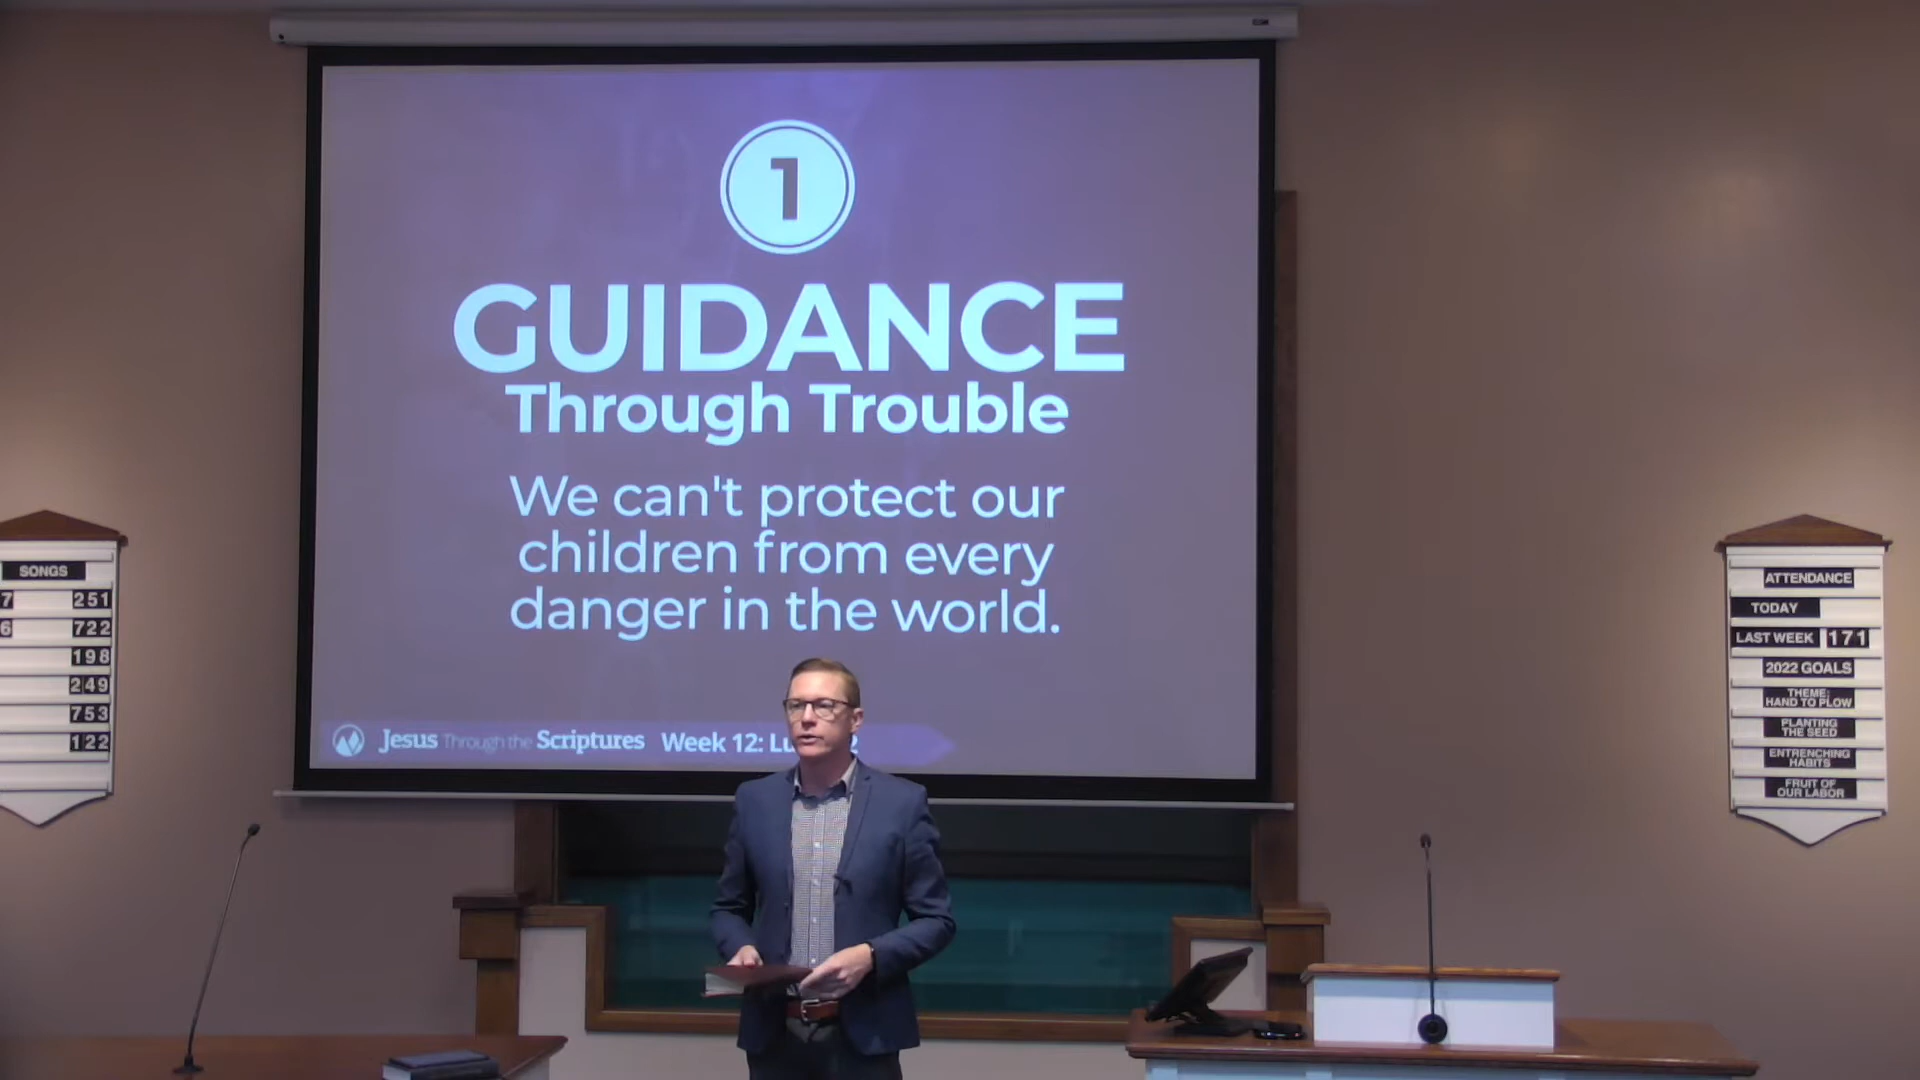 1
GUIDANCE
Through Trouble
We can't protect our
children from every
danger in the world.
Jesus Through the Scriptures Week 12:
SONGS
7 251
6 722
198
249
753
122
ATTENDANCE
TODAY
LAST WEEK 171
2022 GOALS
THEME:
HAND TO PLOW
PLANTING
THE SEED
ENTRENCHING
HABITS
FRUIT OF
OUR LABOR